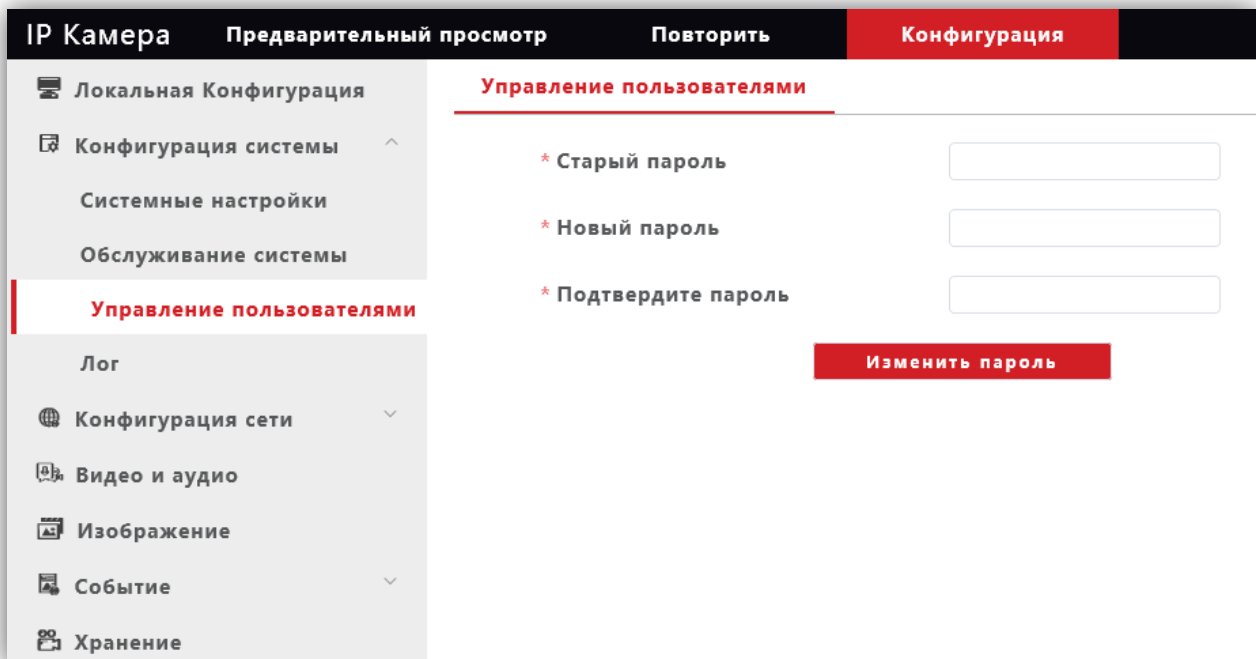 IP Камера Предварительный просмотр Повторить Конфигурация
Локальная Конфигурация
Конфигурация системы
Системные настройки
Обслуживание системы
Управление пользователями
Лог
Конфигурация сети
Видео и аудио
Изображение
Событие
Хранение
Управление пользователями
* Старый пароль
* Новый пароль
* Подтвердите пароль
Изменить пароль